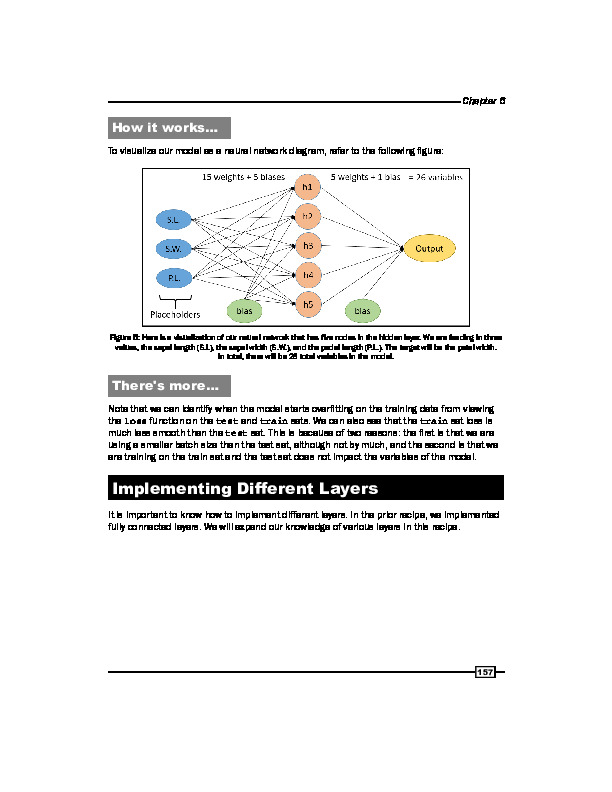 Chapter 6
How it works...
To visualize our model as a neural network diagram, refer to the following figure:
15 weights + 5 biases
5 weights + 1 bias = 26 variables
h1
S.L.
h2
S.W.
h3
Output
P.L.
h4
h5
Placeholders
bias
bias
Figure 5: Here is a visualization of our neural network that has five nodes in the hidden layer. We are feeding in three
values, the sepal length (S.L), the sepal width (S.W.), and the pedal length (P.L.). The target will be the petal width.
In total, there will be 26 total variables in the model.
There's more...
Note that we can identify when the model starts overfitting on the training data from viewing
the loss function on the test and train sets. We can also see that the train set loss is
much less smooth than the test set. This is because of two reasons: the first is that we are
using a smaller batch size than the test set, although not by much, and the second is that we
are training on the train set and the test set does not impact the variables of the model.
Implementing Different Layers
It is important to know how to implement different layers. In the prior recipe, we implemented
fully connected layers. We will expand our knowledge of various layers in this recipe.
157